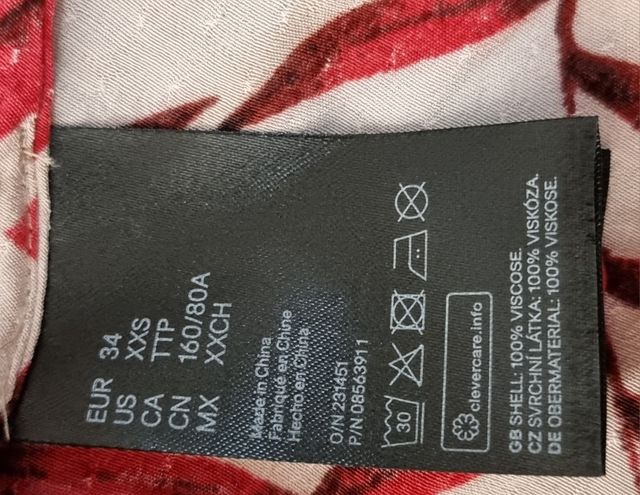 EUR 34
US XXS
CA TTP
CN 160/80A
MX XXCH
Made in China
Fabriqué en Chine
Hecho en China
O/N 231451
P/N 08563911
30
clevercare.info
GB SHELL: 100% VISCOSE.
CZ SVRCHNÍ LÁTKA: 100% VISKÓZA.
DE OBERMATERIAL: 100% VISKOSE.